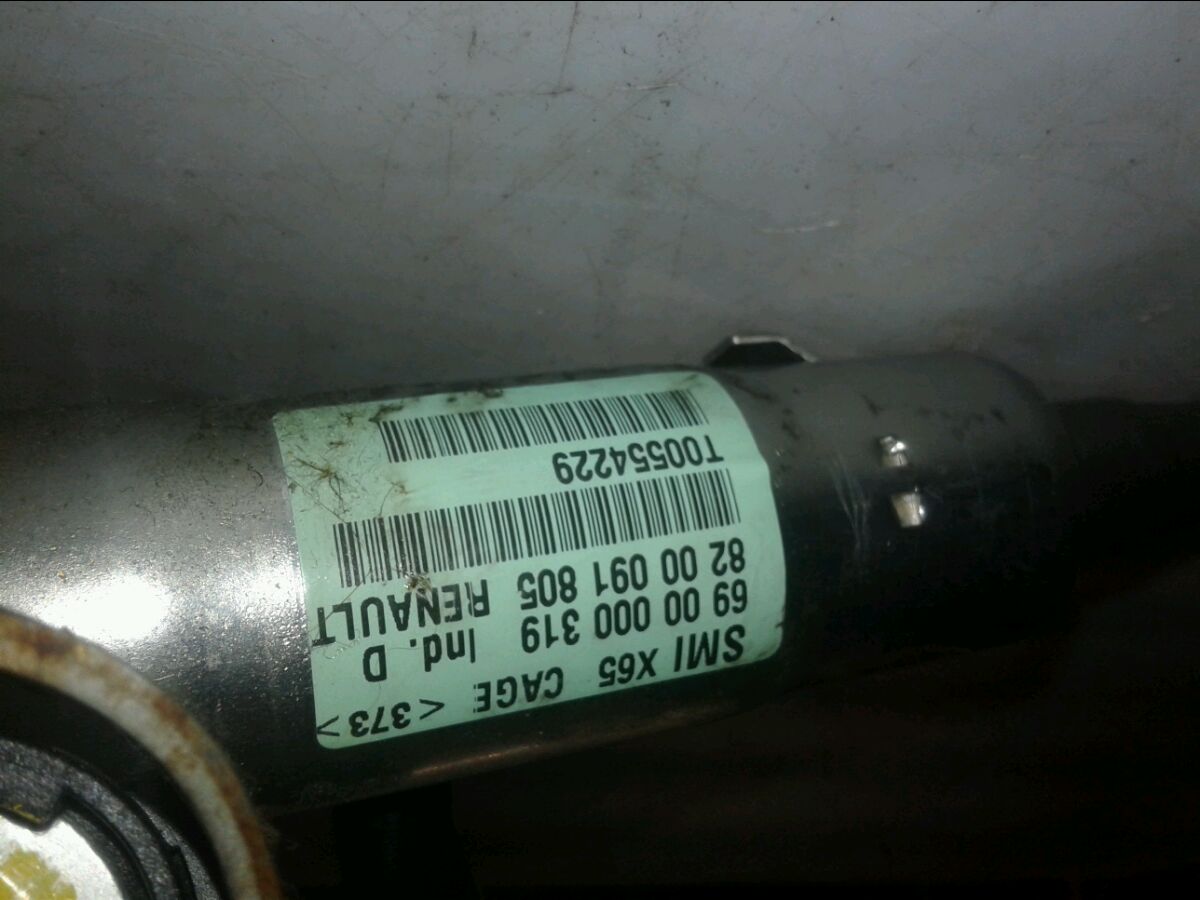 SMI X65 CAGE <373>
69 00 000 319 Ind. D
82 00 091 805 RENAULT
T00554229